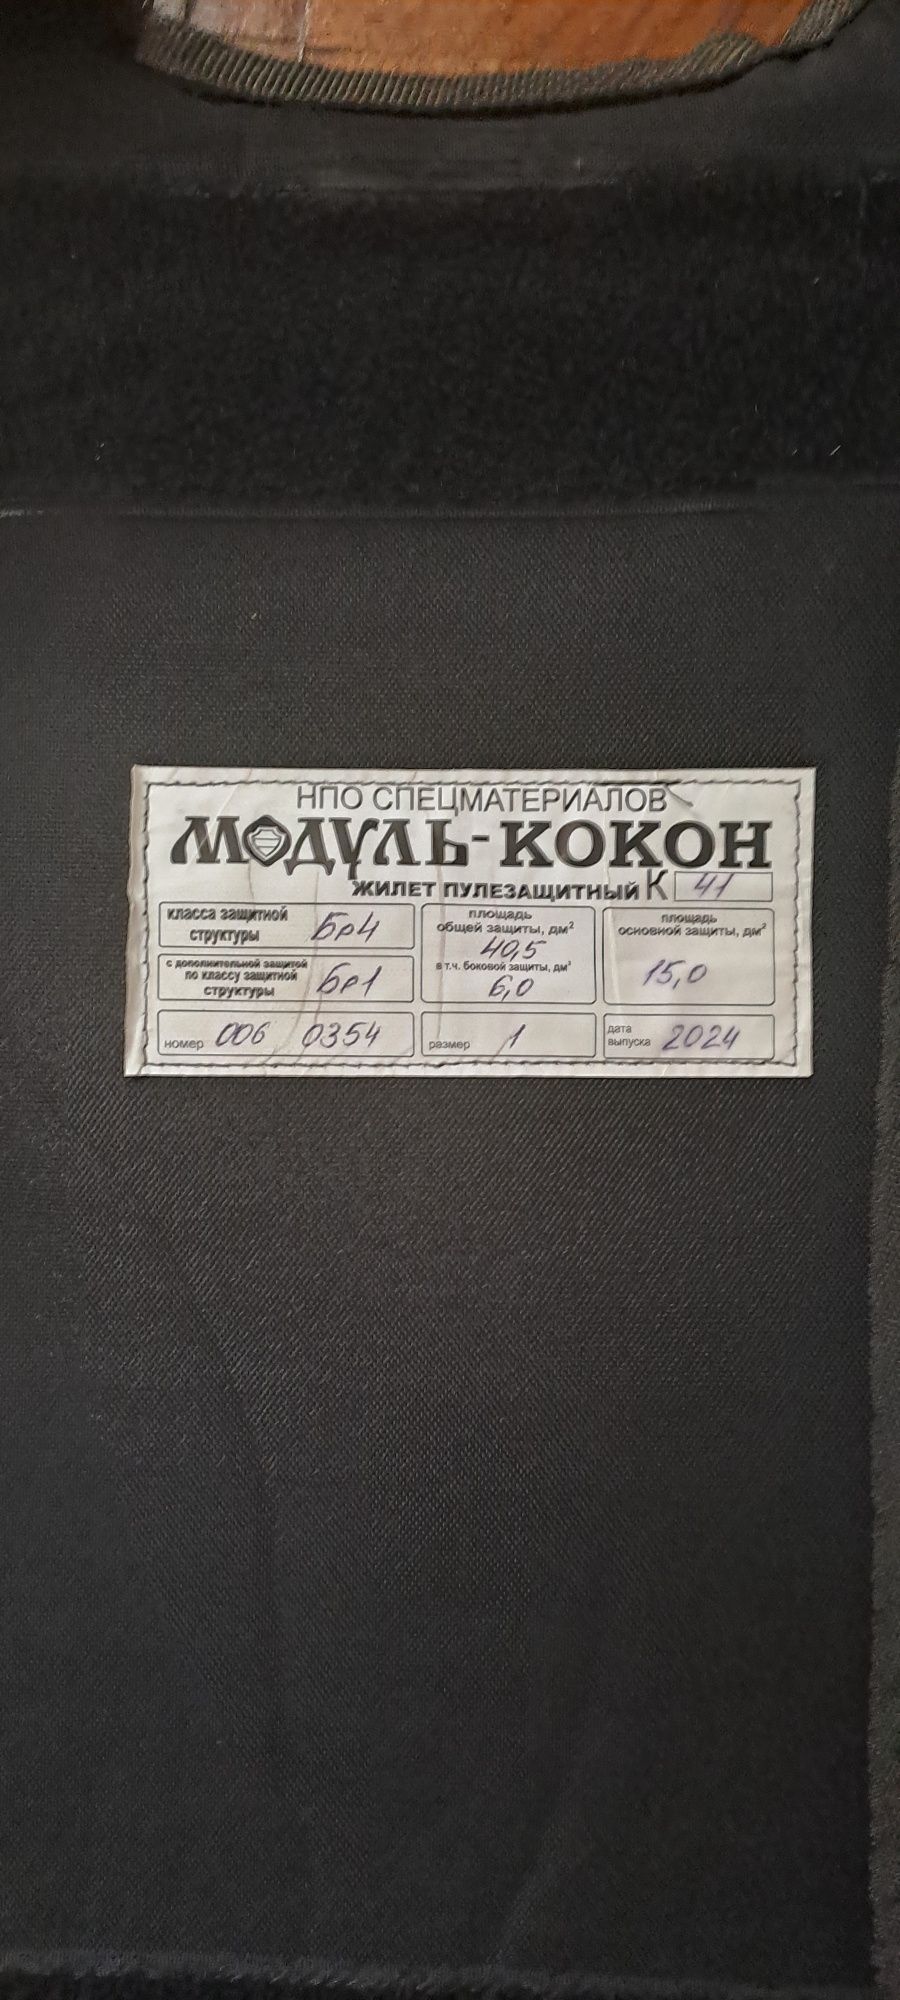 НПО СПЕЦМАТЕРИАЛОВ
МОДУЛЬ-КОКОН
ЖИЛЕТ ПУЛЕЗАЩИТНЫЙ К 41
класса защитной
структуры Бр4
с дополнительной защитой
по классу защитной
структуры Бр1
площадь
общей защиты, дм²
40,5
в т.ч. боковой защиты, дм²
6,0
площадь
основной защиты, дм²
15,0
номер 006 0354
размер 1
дата
выпуска 2024